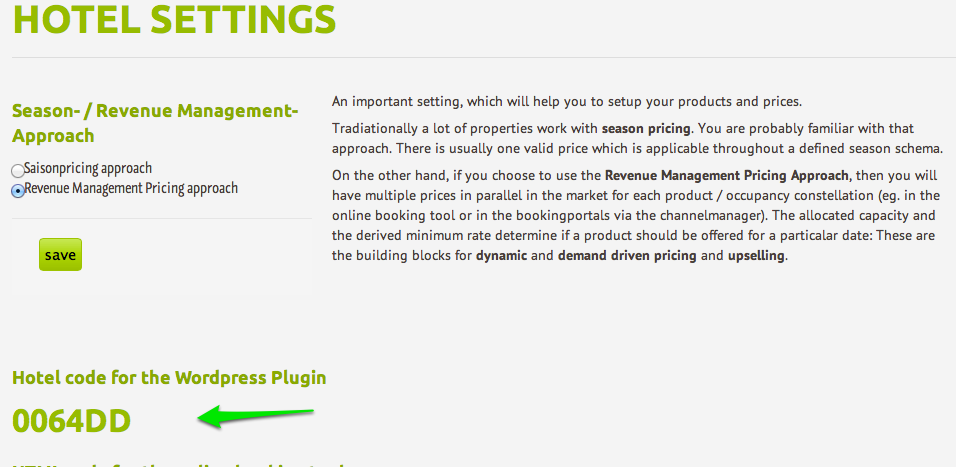 HOTEL SETTINGS
Season- / Revenue Management-
Approach
Saisonpricing approach
Revenue Management Pricing approach
save
An important setting, which will help you to setup your products and prices.
Tradiationally a lot of properties work with season pricing. You are probably familiar with that
approach. There is usually one valid price which is applicable throughout a defined season schema.
On the other hand, if you choose to use the Revenue Management Pricing Approach, then you will
have multiple prices in parallel in the market for each product / occupancy constellation (eg. in the
online booking tool or in the bookingportals via the channelmanager). The allocated capacity and
the derived minimum rate determine if a product should be offered for a particalar date: These are
the building blocks for dynamic and demand driven pricing and upselling.
Hotel code for the Wordpress Plugin
0064DD